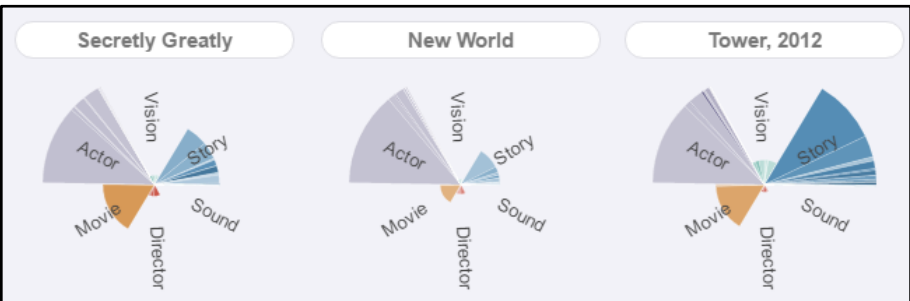 Secretly Greatly
New World
Tower, 2012
Vision
Story
Sound
Director
Movie
Actor
Vision
Story
Sound
Director
Movie
Actor
Vision
Story
Sound
Director
Movie
Actor